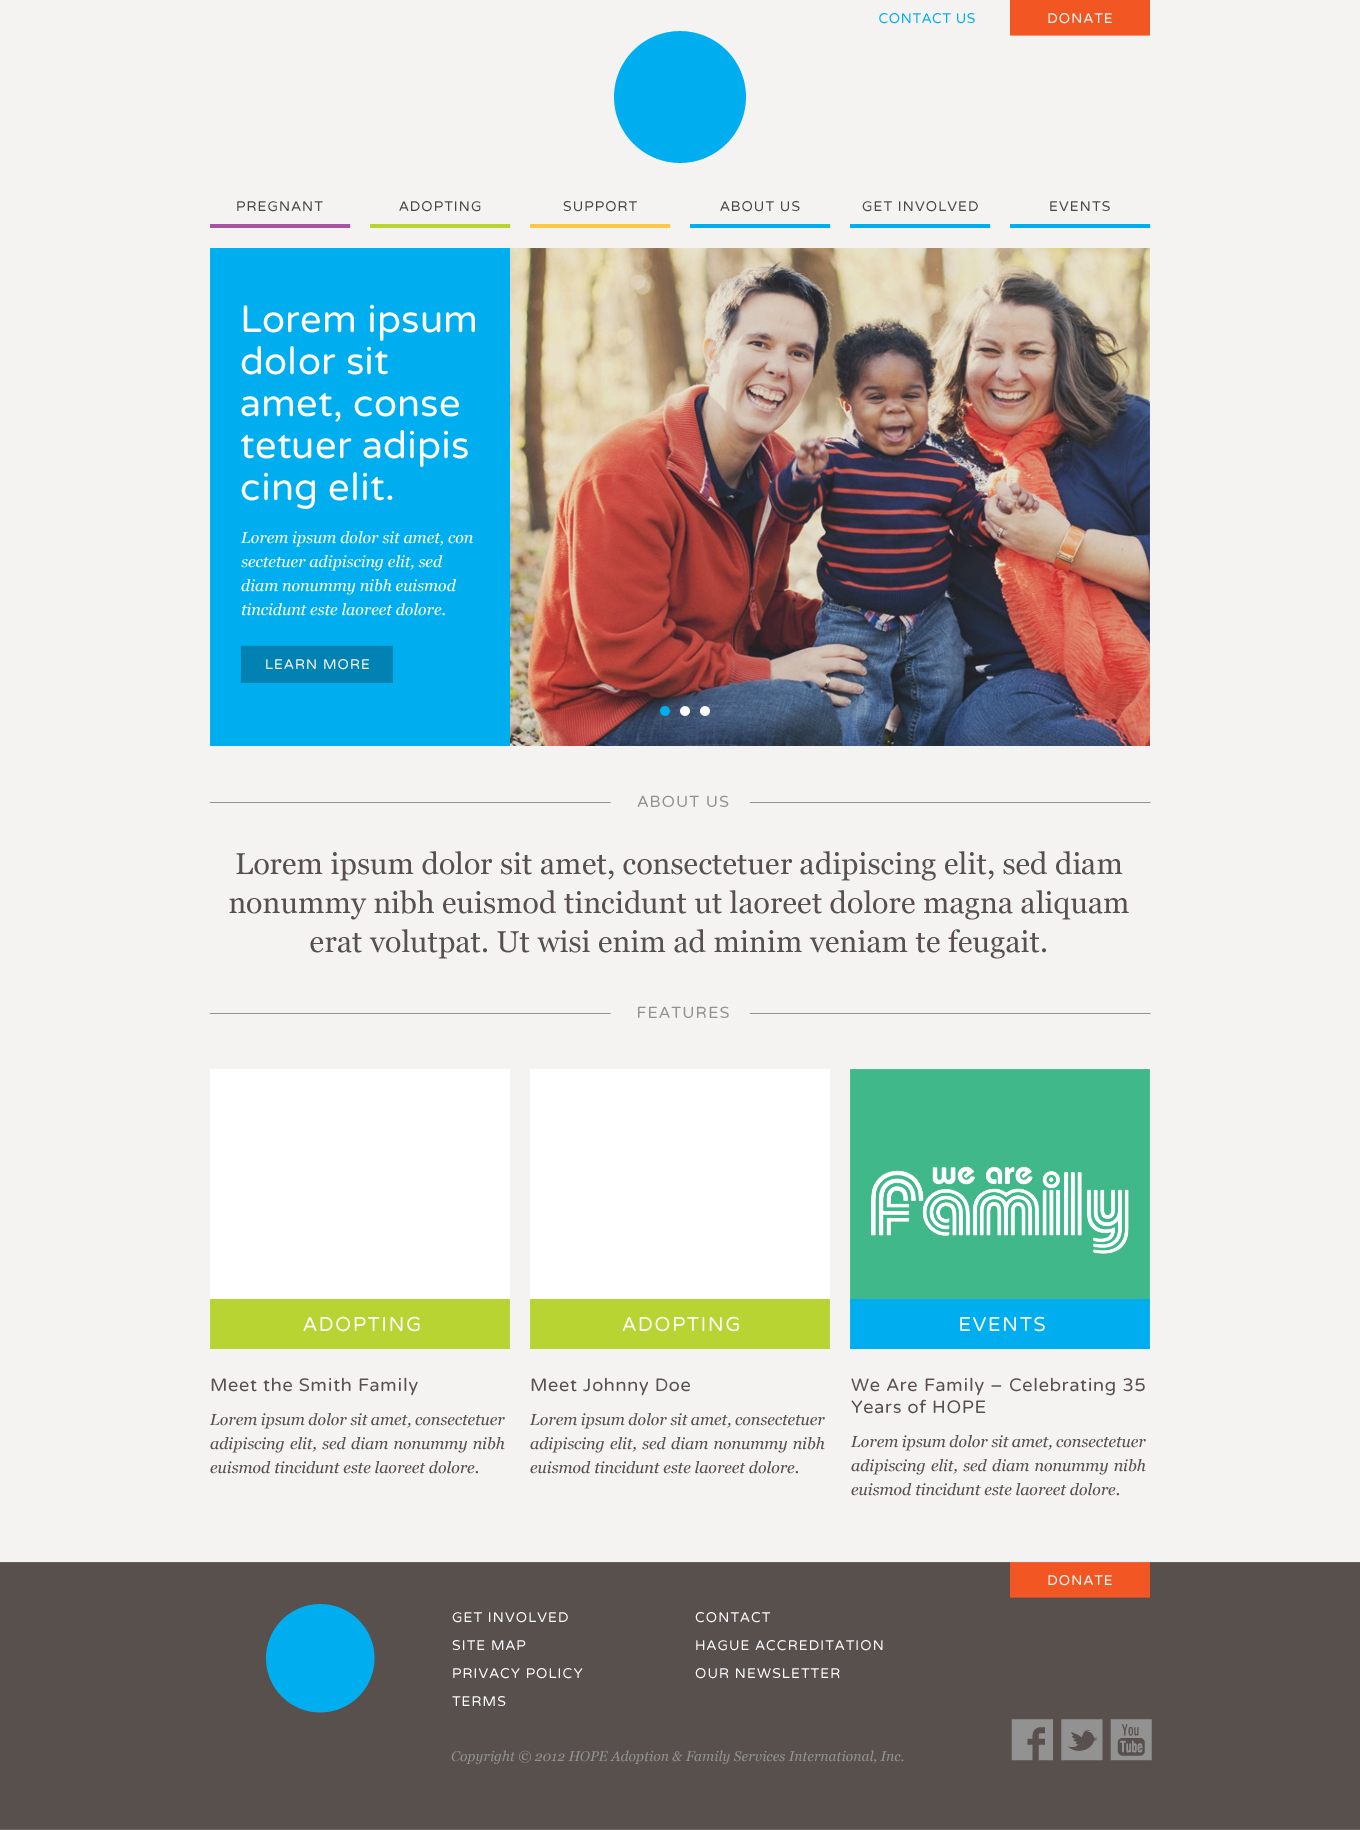 CONTACT US
DONATE
PREGNANT
ADOPTING
SUPPORT
ABOUT US
GET INVOLVED
EVENTS
Lorem ipsum
dolor sit
amet, conse
tetuer adipis
cing elit.
Lorem ipsum dolor sit amet, con
sectetuer adipiscing elit, sed
diam nonummy nibh euismod
tincidunt este laoreet dolore.
LEARN MORE
ABOUT US
Lorem ipsum dolor sit amet, consectetuer adipiscing elit, sed diam
nonummy nibh euismod tincidunt ut laoreet dolore magna aliquam
erat volutpat. Ut wisi enim ad minim veniam te feugait.
FEATURES
ADOPTING
Meet the Smith Family
Lorem ipsum dolor sit amet, consectetuer
adipiscing elit, sed diam nonummy nibh
euismod tincidunt este laoreet dolore.
ADOPTING
Meet Johnny Doe
Lorem ipsum dolor sit amet, consectetuer
adipiscing elit, sed diam nonummy nibh
euismod tincidunt este laoreet dolore.
we are
family
EVENTS
We Are Family – Celebrating 35
Years of HOPE
Lorem ipsum dolor sit amet, consectetuer
adipiscing elit, sed diam nonummy nibh
euismod tincidunt este laoreet dolore.
DONATE
GET INVOLVED
SITE MAP
PRIVACY POLICY
TERMS
CONTACT
HAGUE ACCREDITATION
OUR NEWSLETTER
You
Tube
Copyright © 2012 HOPE Adoption & Family Services International, Inc.